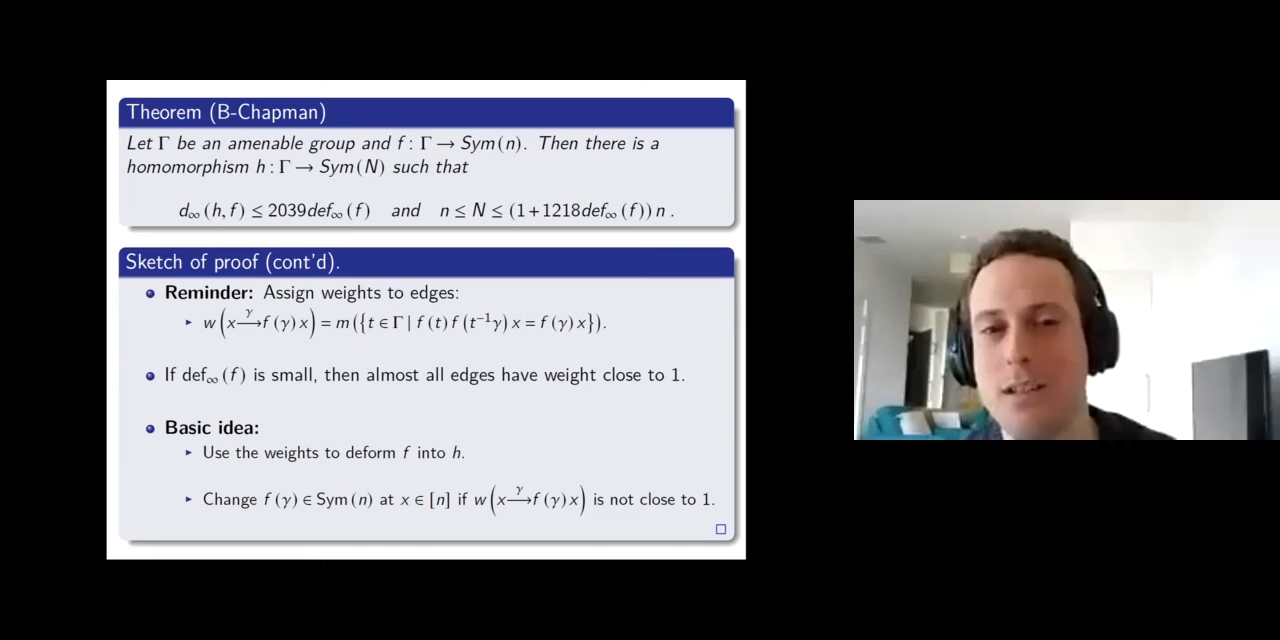 Theorem (B-Chapman)
Let Γ be an amenable group and f : Γ → Sym(n). Then there is a
homomorphism h : Γ → Sym(N) such that
d∞(h, f) ≤ 2039def∞(f) and n ≤ N ≤ (1 + 1218def∞(f)) n .
Sketch of proof (cont'd).
Reminder: Assign weights to edges:
w(x —γ→ f(γ)x) = m({t ∈ Γ | f(t)f(t⁻¹γ)x = f(γ)x}).
If def∞(f) is small, then almost all edges have weight close to 1.
Basic idea:
Use the weights to deform f into h.
Change f(γ) ∈ Sym(n) at x ∈ [n] if w(x —γ→ f(γ)x) is not close to 1.